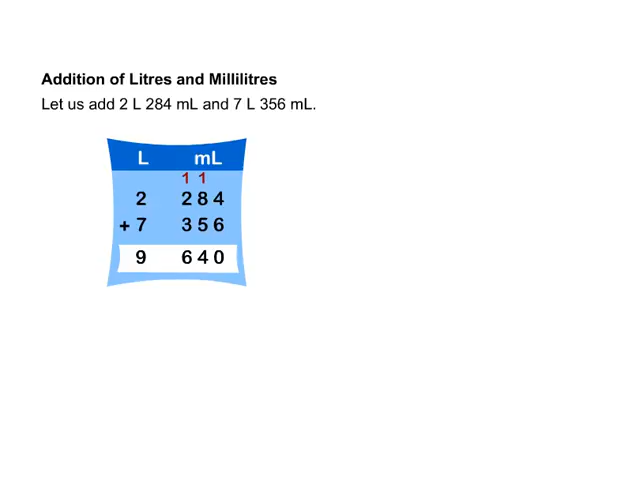 Addition of Litres and Millilitres
Let us add 2 L 284 mL and 7 L 356 mL.
L mL
1 1
2 2 8 4
+ 7 3 5 6
9 6 4 0